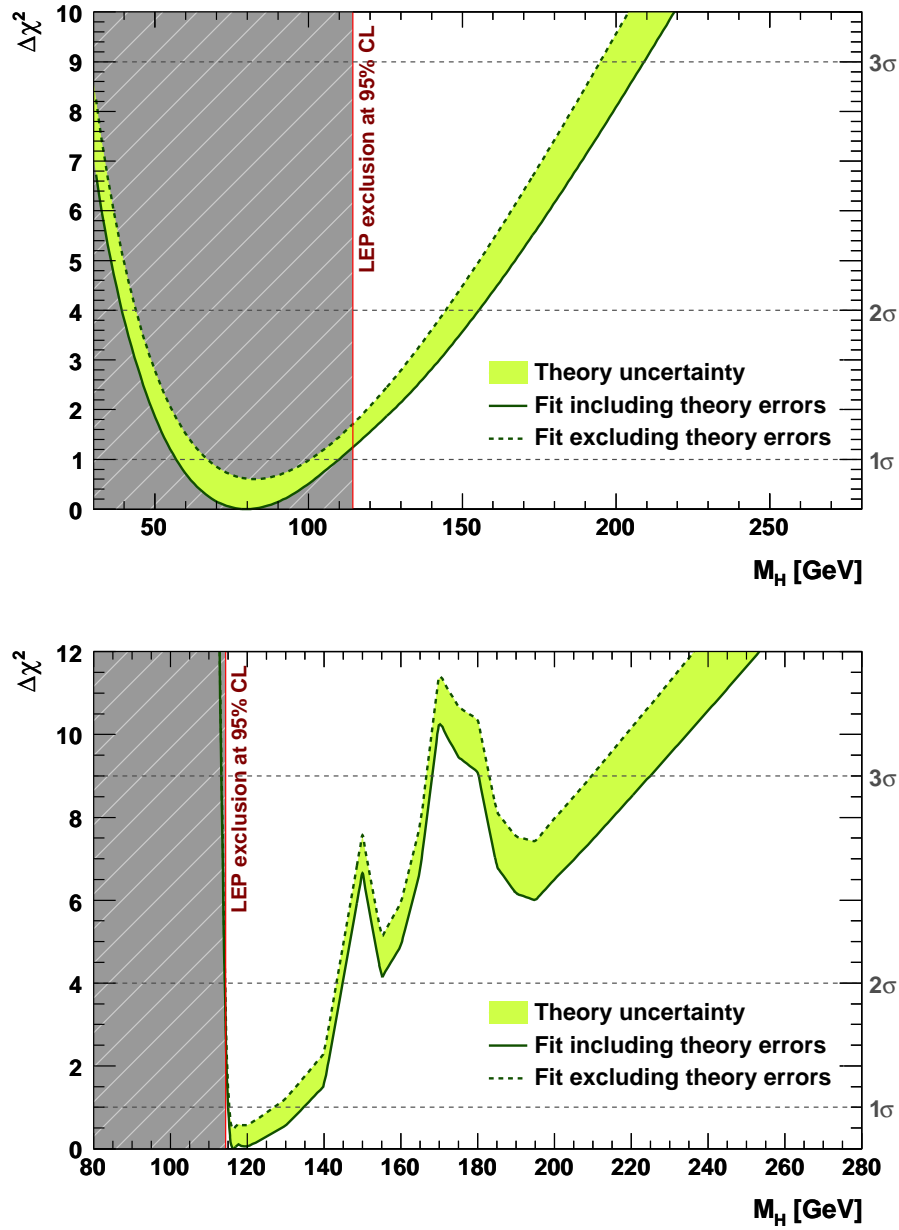 Δχ²
10
9
8
7
6
5
4
3
2
1
0
3σ
2σ
1σ
LEP exclusion at 95% CL
Theory uncertainty
Fit including theory errors
Fit excluding theory errors
50 100 150 200 250
M_H [GeV]
Δχ²
12
10
8
6
4
2
0
3σ
2σ
1σ
LEP exclusion at 95% CL
Theory uncertainty
Fit including theory errors
Fit excluding theory errors
80 100 120 140 160 180 200 220 240 260 280
M_H [GeV]